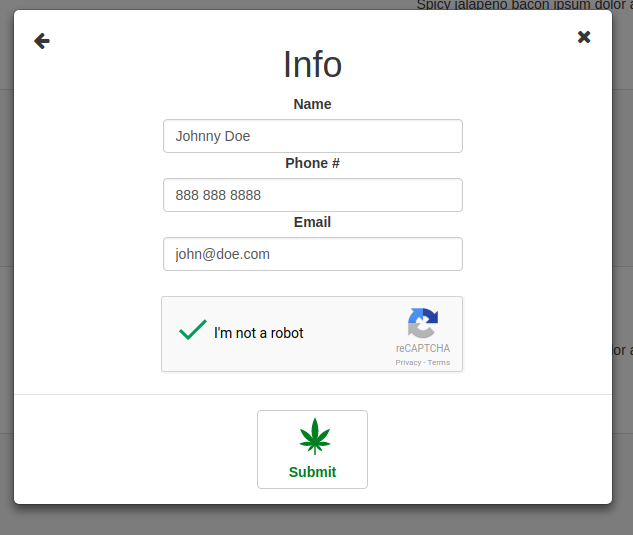 Spicy jalapeno bacon ipsum dolor a
Info
Name
Johnny Doe
Phone #
888 888 8888
Email
john@doe.com
I'm not a robot
reCAPTCHA
Privacy - Terms
lor a
Submit